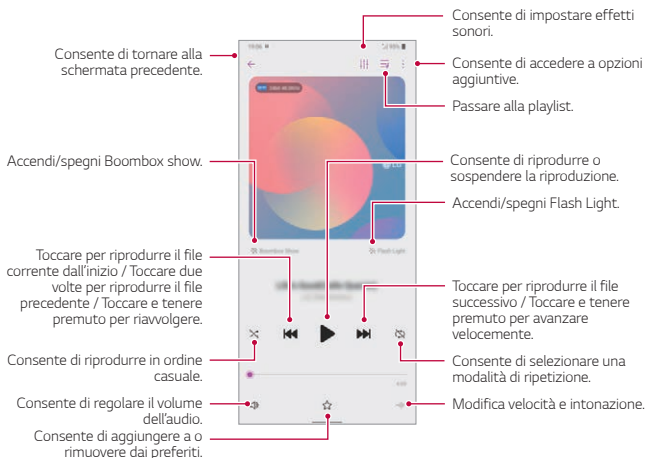 Consente di impostare effetti
sonori.
Consente di tornare alla
schermata precedente.
Consente di accedere a opzioni
aggiuntive.
Passare alla playlist.
Accendi/spegni Boombox show.
Consente di riprodurre o
sospendere la riproduzione.
Accendi/spegni Flash Light.
Boombox Show
Flash Light
Toccare per riprodurre il file
corrente dall'inizio / Toccare due
volte per riprodurre il file
precedente / Toccare e tenere
premuto per riavvolgere.
Toccare per riprodurre il file
successivo / Toccare e tenere
premuto per avanzare
velocemente.
Consente di riprodurre in ordine
casuale.
Consente di selezionare una
modalità di ripetizione.
Consente di regolare il volume
dell'audio.
Modifica velocità e intonazione.
Consente di aggiungere a o
rimuovere dai preferiti.